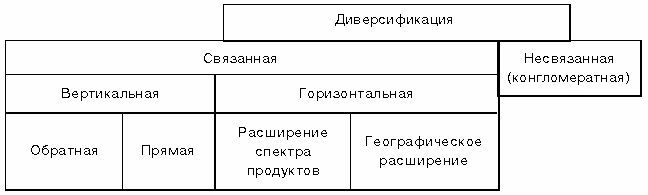 Диверсификация
Связанная
Несвязанная
(конгломератная)
Вертикальная
Горизонтальная
Обратная
Прямая
Расширение
спектра
продуктов
Географическое
расширение